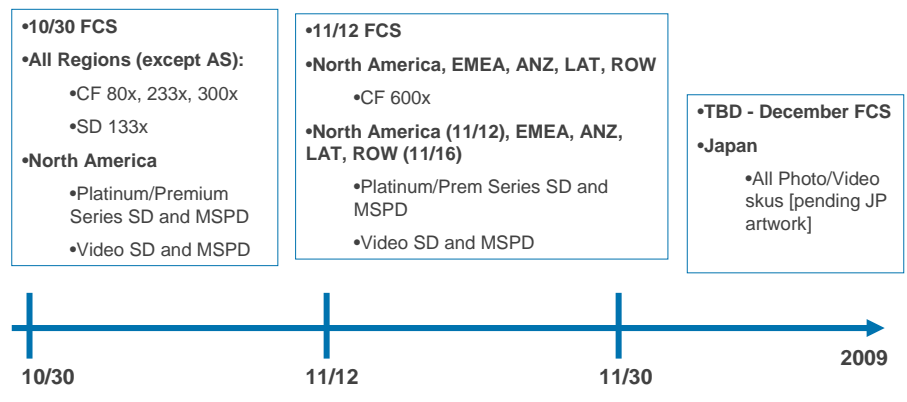 •10/30 FCS
•All Regions (except AS):
•CF 80x, 233x, 300x
•SD 133x
•North America
•Platinum/Premium
Series SD and MSPD
•Video SD and MSPD
•11/12 FCS
•North America, EMEA, ANZ, LAT, ROW
•CF 600x
•North America (11/12), EMEA, ANZ,
LAT, ROW (11/16)
•Platinum/Prem Series SD and
MSPD
•Video SD and MSPD
•TBD - December FCS
•Japan
•All Photo/Video
skus [pending JP
artwork]
10/30
11/12
11/30
2009